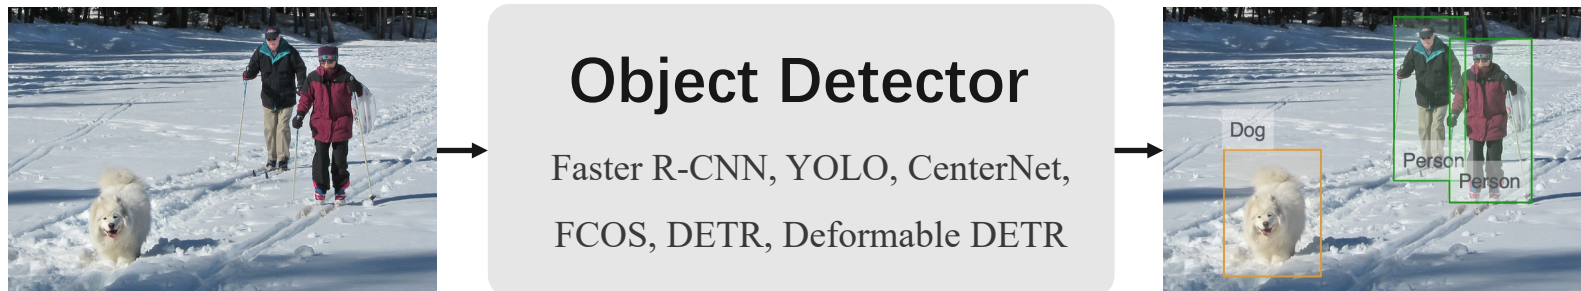 Object Detector
Faster R-CNN, YOLO, CenterNet,
FCOS, DETR, Deformable DETR
Dog
Person
Person